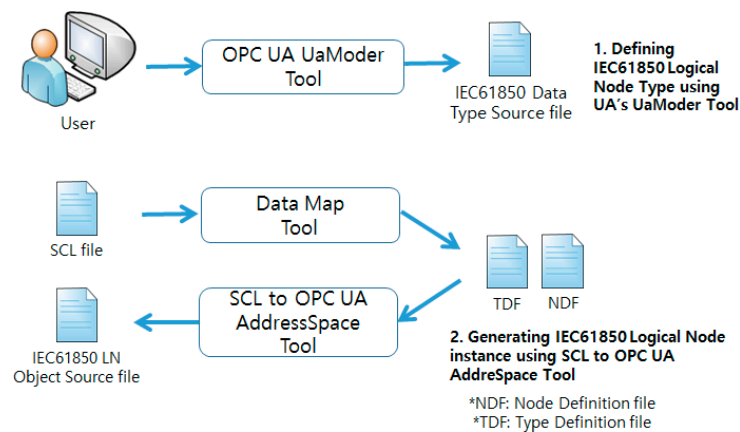 OPC UA UaModer
Tool
User
IEC61850 Data
Type Source file
1. Defining
IEC61850 Logical
Node Type using
UA's UaModer Tool
SCL file
Data Map
Tool
TDF
NDF
IEC61850 LN
Object Source file
SCL to OPC UA
AddressSpace
Tool
2. Generating IEC61850 Logical Node
instance using SCL to OPC UA
AddreSpace Tool
*NDF: Node Definition file
*TDF: Type Definition file